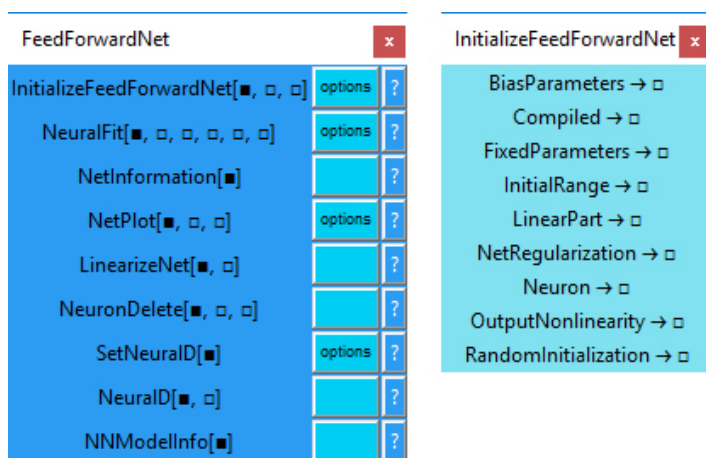 FeedForwardNet
x
InitializeFeedForwardNet[■, □, □] options ?
NeuralFit[■, □, □, □, □, □] options ?
NetInformation[■] ?
NetPlot[■, □, □] options ?
LinearizeNet[■, □] ?
NeuronDelete[■, □, □] ?
SetNeuralD[■] options ?
NeuralD[■, □] ?
NNModelInfo[■] ?
InitializeFeedForwardNet x
BiasParameters → □
Compiled → □
FixedParameters → □
InitialRange → □
LinearPart → □
NetRegularization → □
Neuron → □
OutputNonlinearity → □
RandomInitialization → □